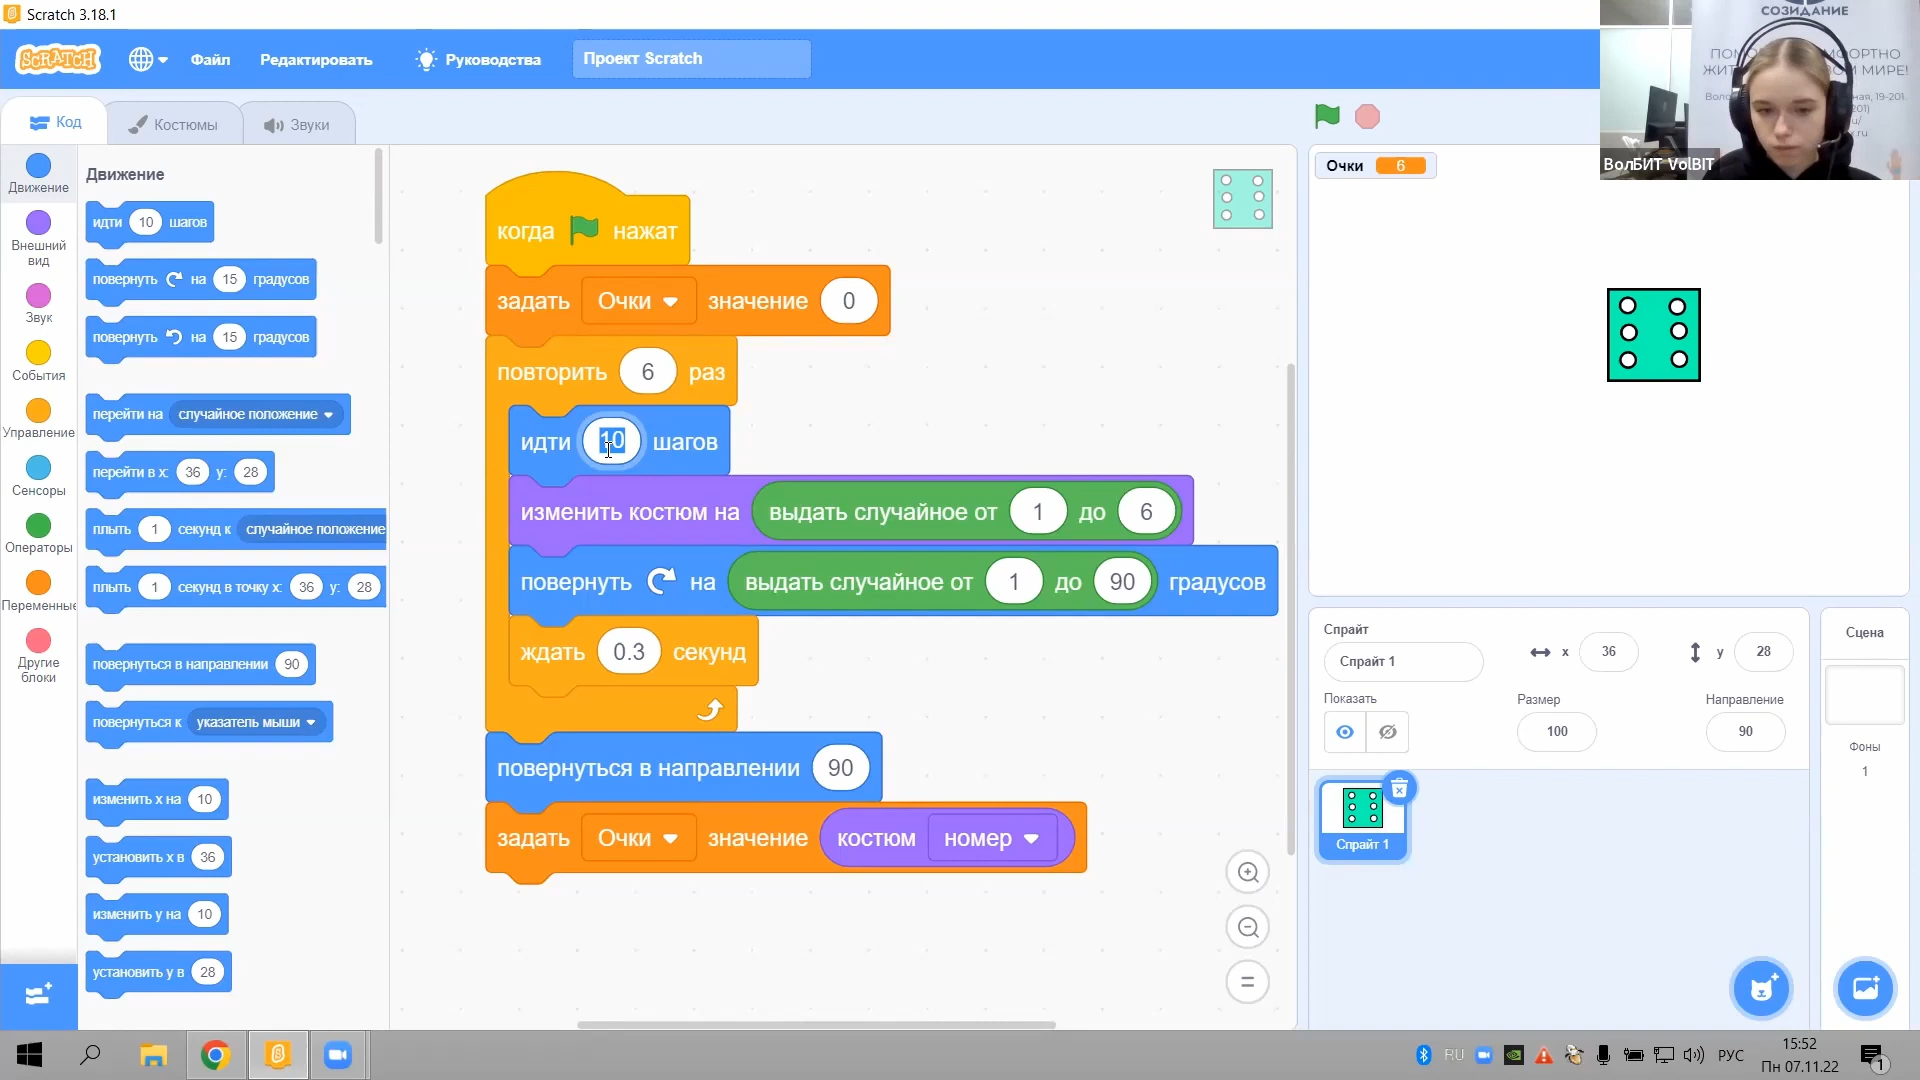 Scratch 3.18.1
SCRATCH
Файл
Редактировать
Руководства
Проект Scratch
Код
Костюмы
Звуки
Движение
Внешний
вид
Звук
События
Управление
Сенсоры
Операторы
Переменные
Другие
блоки
Движение
идти 10 шагов
повернуть на 15 градусов
повернуть на 15 градусов
перейти на случайное положение
перейти в x: 36 y: 28
плыть 1 секунд к случайное положение
плыть 1 секунд в точку x: 36 y: 28
повернуться в направлении 90
повернуться к указатель мыши
изменить x на 10
установить x в 36
изменить y на 10
установить y в 28
когда нажат
задать Очки значение 0
повторить 6 раз
идти 10 шагов
изменить костюм на выдать случайное от 1 до 6
повернуть на выдать случайное от 1 до 90 градусов
ждать 0.3 секунд
повернуться в направлении 90
задать Очки значение костюм номер
Очки 6
СОЗИДАНИЕ
ВолБИТ VolBIT
Спрайт
Спрайт 1
x 36
y 28
Показать
Размер
100
Направление
90
Спрайт 1
Сцена
Фоны
1
RU
РУС
15:52
Пн 07.11.22
1